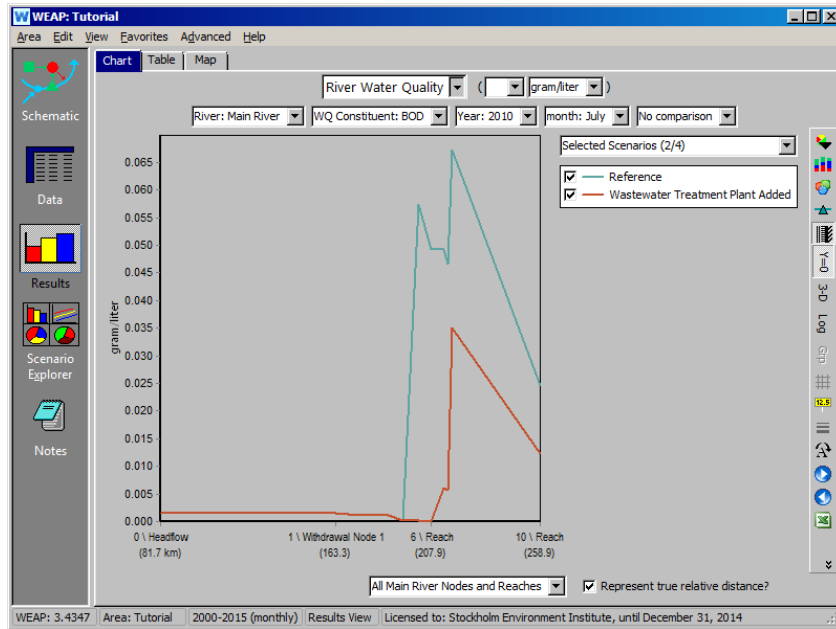 WEAP: Tutorial
Area Edit View Favorites Advanced Help
Chart Table Map
River Water Quality ( gram/liter )
River: Main River WQ Constituent: BOD Year: 2010 month: July No comparison
Selected Scenarios (2/4)
Reference
Wastewater Treatment Plant Added
Schematic
Data
Results
Scenario
Explorer
Notes
gram/liter
0.065
0.060
0.055
0.050
0.045
0.040
0.035
0.030
0.025
0.020
0.015
0.010
0.005
0.000
0 \ Headflow 1 \ Withdrawal Node 1 6 \ Reach 10 \ Reach
(81.7 km) (163.3) (207.9) (258.9)
Y=0
3-D
Log
12.5
All Main River Nodes and Reaches Represent true relative distance?
WEAP: 3.4347 Area: Tutorial 2000-2015 (monthly) Results View Licensed to: Stockholm Environment Institute, until December 31, 2014